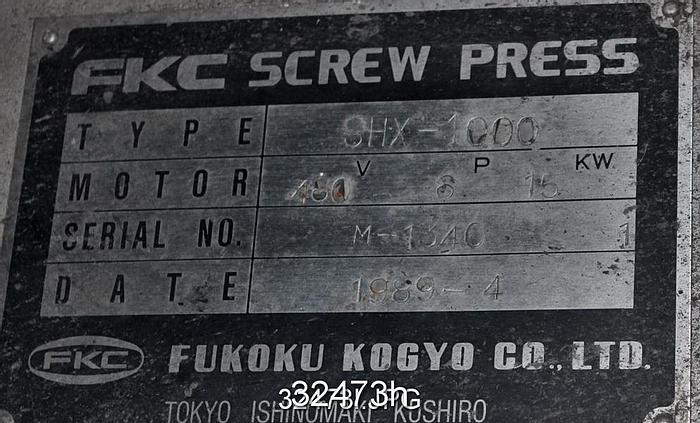 FKC SCREW PRESS
TYPE SHX-1000
MOTOR 460 V 6 P 15 KW
SERIAL NO. M-1340 1
DATE 1989-4
FKC FUKOKU KOGYO CO., LTD.
32473h
TOKYO ISHINOMAKI KUSHIRO